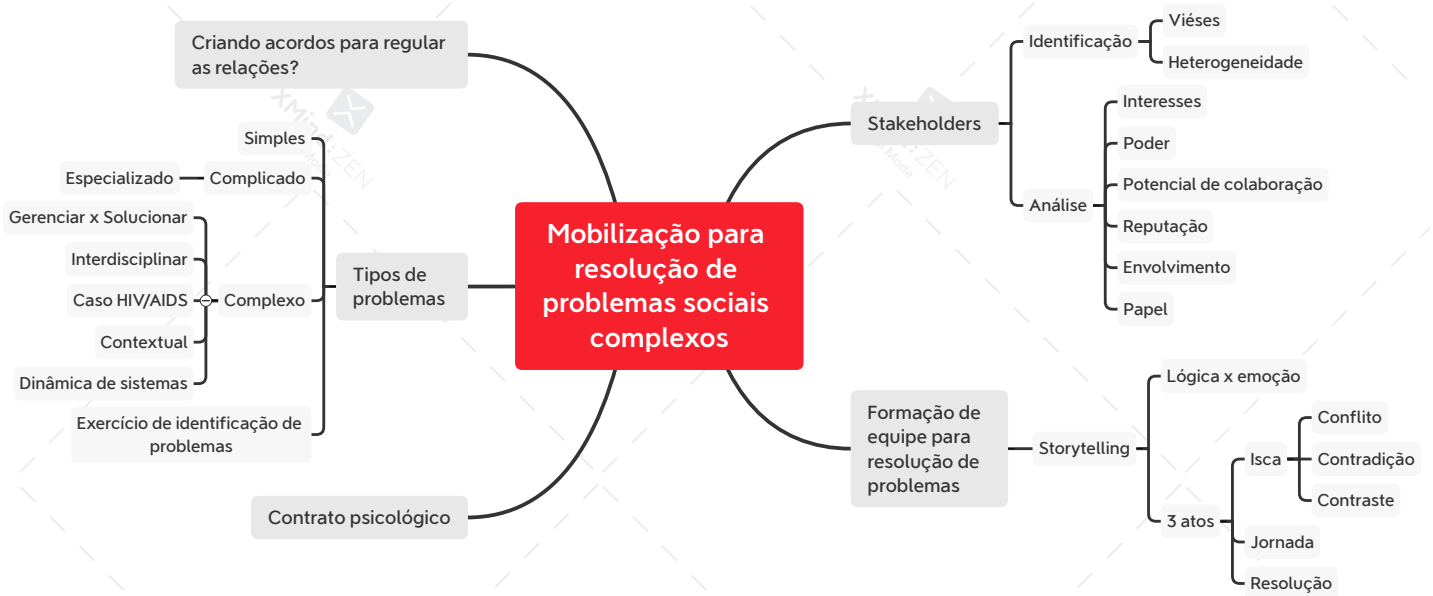 Mobilização para
resolução de
problemas sociais
complexos
Stakeholders
Identificação
Viéses
Heterogeneidade
Análise
Interesses
Poder
Potencial de colaboração
Reputação
Envolvimento
Papel
Formação de
equipe para
resolução de
problemas
Storytelling
Lógica x emoção
3 atos
Isca
Conflito
Contradição
Contraste
Jornada
Resolução
Criando acordos para regular
as relações?
Tipos de
problemas
Simples
Complicado
Especializado
Complexo
Gerenciar x Solucionar
Interdisciplinar
Caso HIV/AIDS
Contextual
Dinâmica de sistemas
Exercício de identificação de
problemas
Contrato psicológico
XMind:ZEN